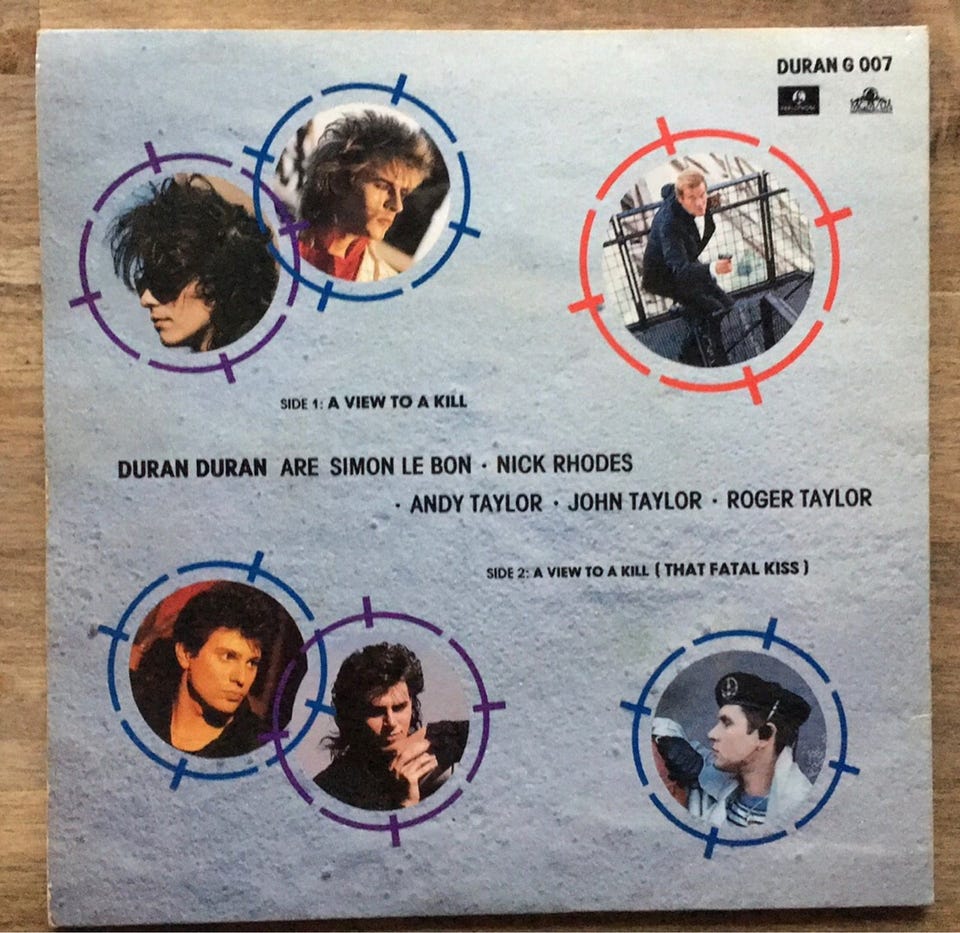 DURAN G 007
PARLOPHONE
SIDE 1: A VIEW TO A KILL
DURAN DURAN ARE SIMON LE BON · NICK RHODES
· ANDY TAYLOR · JOHN TAYLOR · ROGER TAYLOR
SIDE 2: A VIEW TO A KILL ( THAT FATAL KISS )